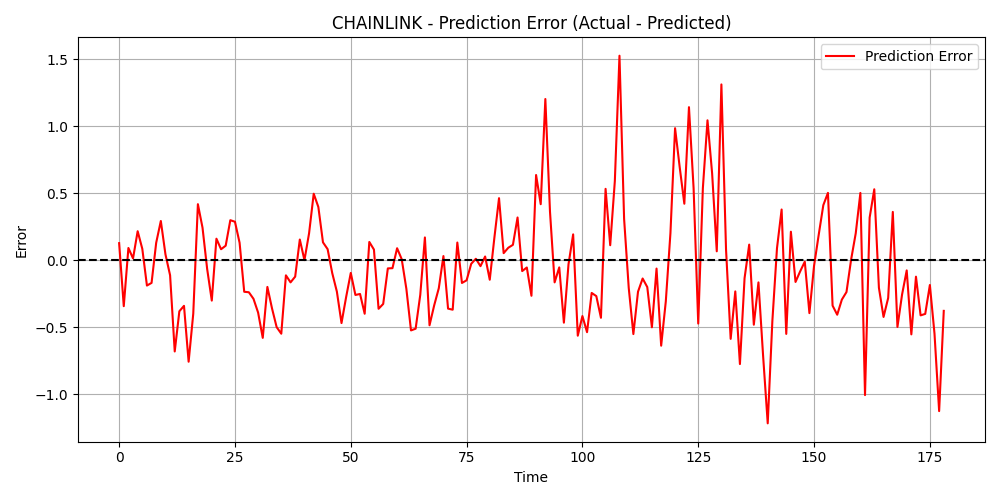 CHAINLINK - Prediction Error (Actual - Predicted)
Prediction Error
1.5
1.0
0.5
0.0
−0.5
−1.0
Error
0 25 50 75 100 125 150 175
Time